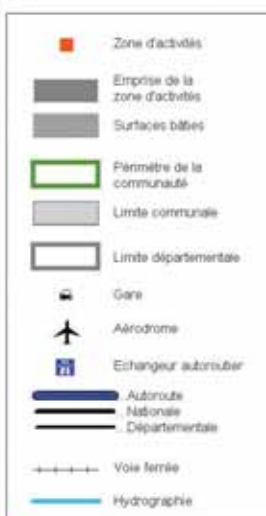 Zone d'activités
Emprise de la
zone d'activités
Surfaces bâties
Périmètre de la
communauté
Limite communale
Limite départementale
Gare
Aérodrome
Echangeur autoroutier
Autoroute
Nationale
Départementale
Voie ferrée
Hydrographie